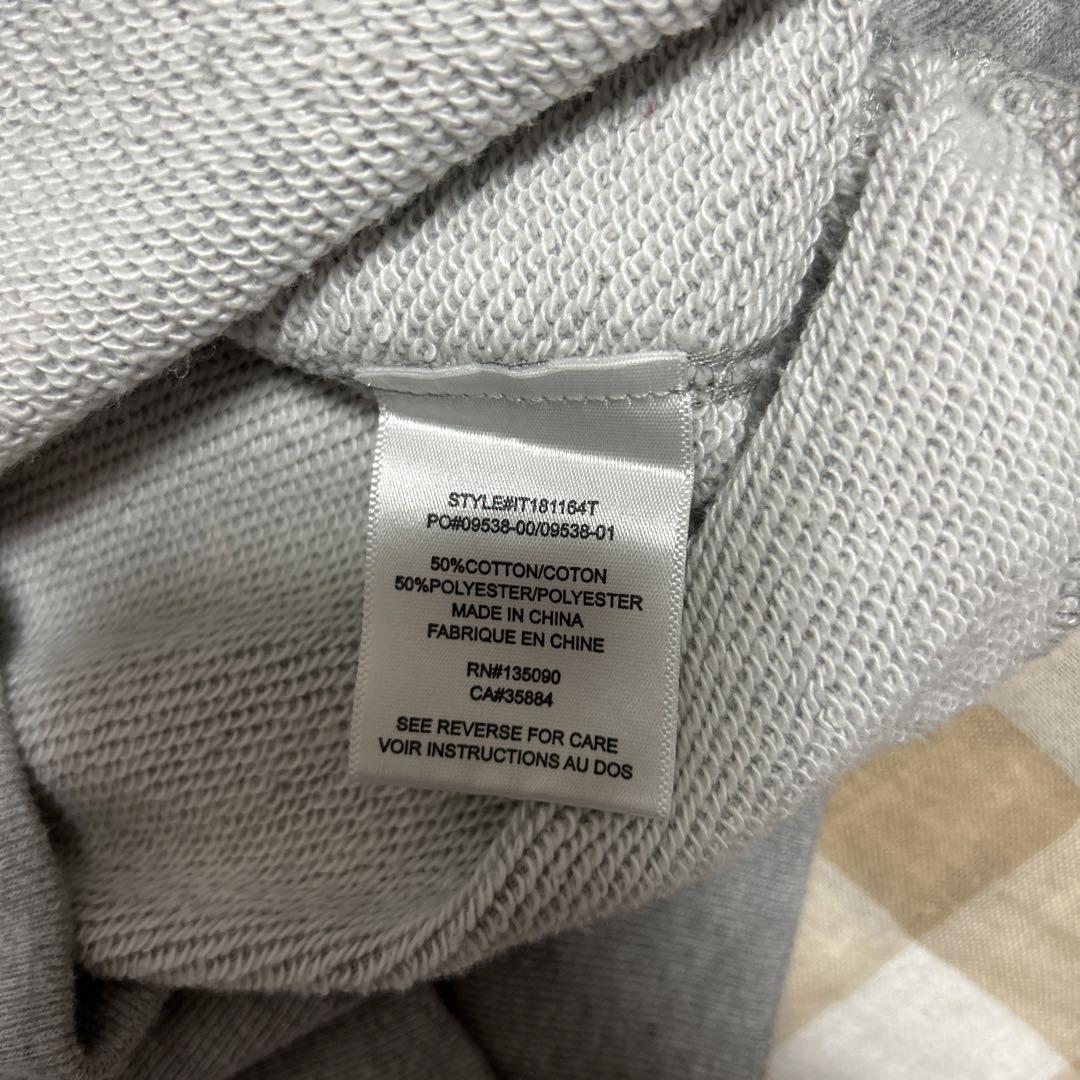 STYLE#IT181164T
PO#09538-00/09538-01
50%COTTON/COTON
50%POLYESTER/POLYESTER
MADE IN CHINA
FABRIQUE EN CHINE
RN#135090
CA#35884
SEE REVERSE FOR CARE
VOIR INSTRUCTIONS AU DOS